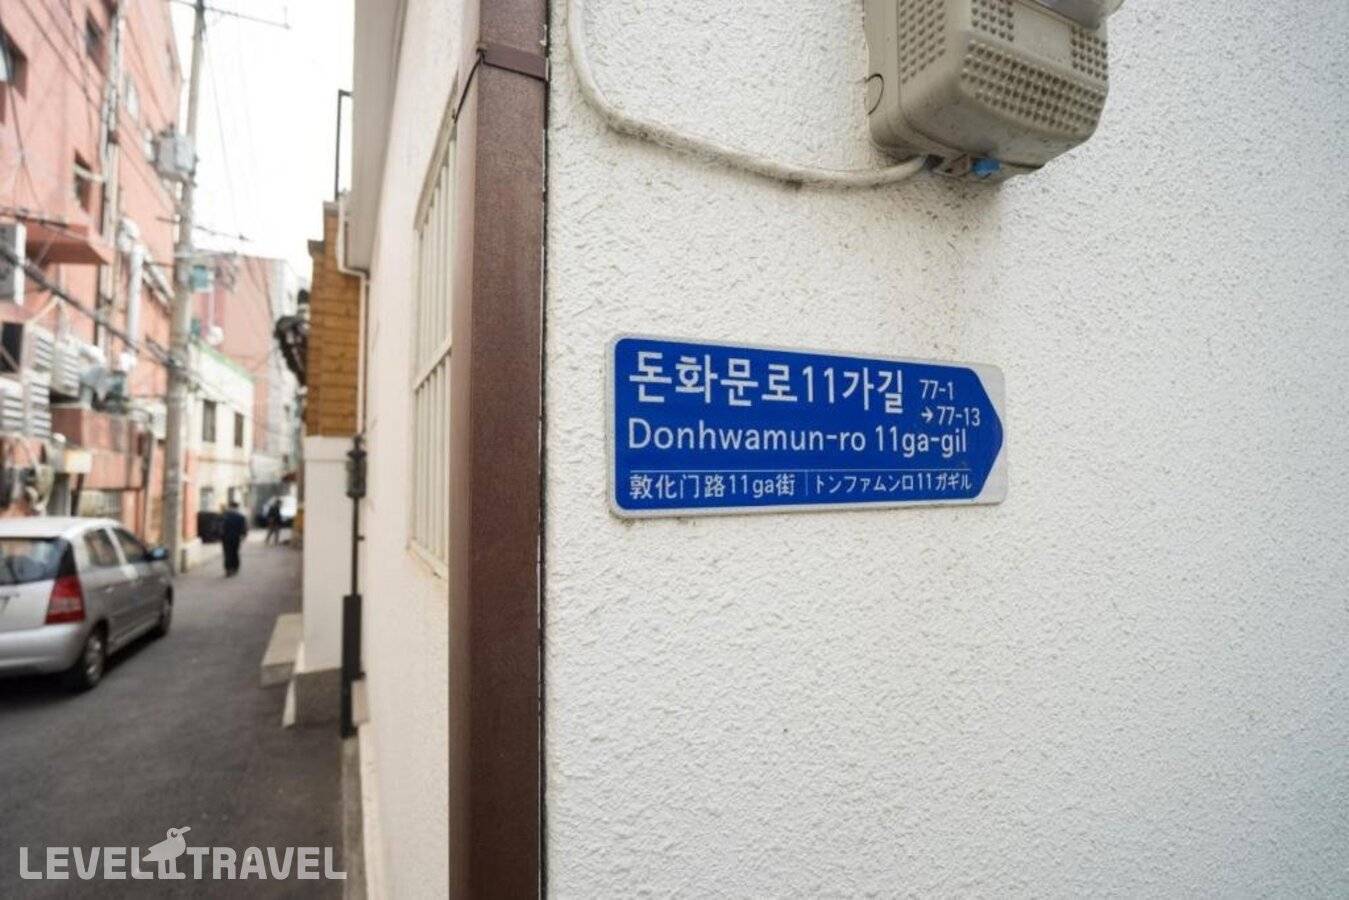 돈화문로11가길 77-1
→77-13
Donhwamun-ro 11ga-gil
敦化门路11ga街 トンファムンロ11ガギル
LEVEL TRAVEL